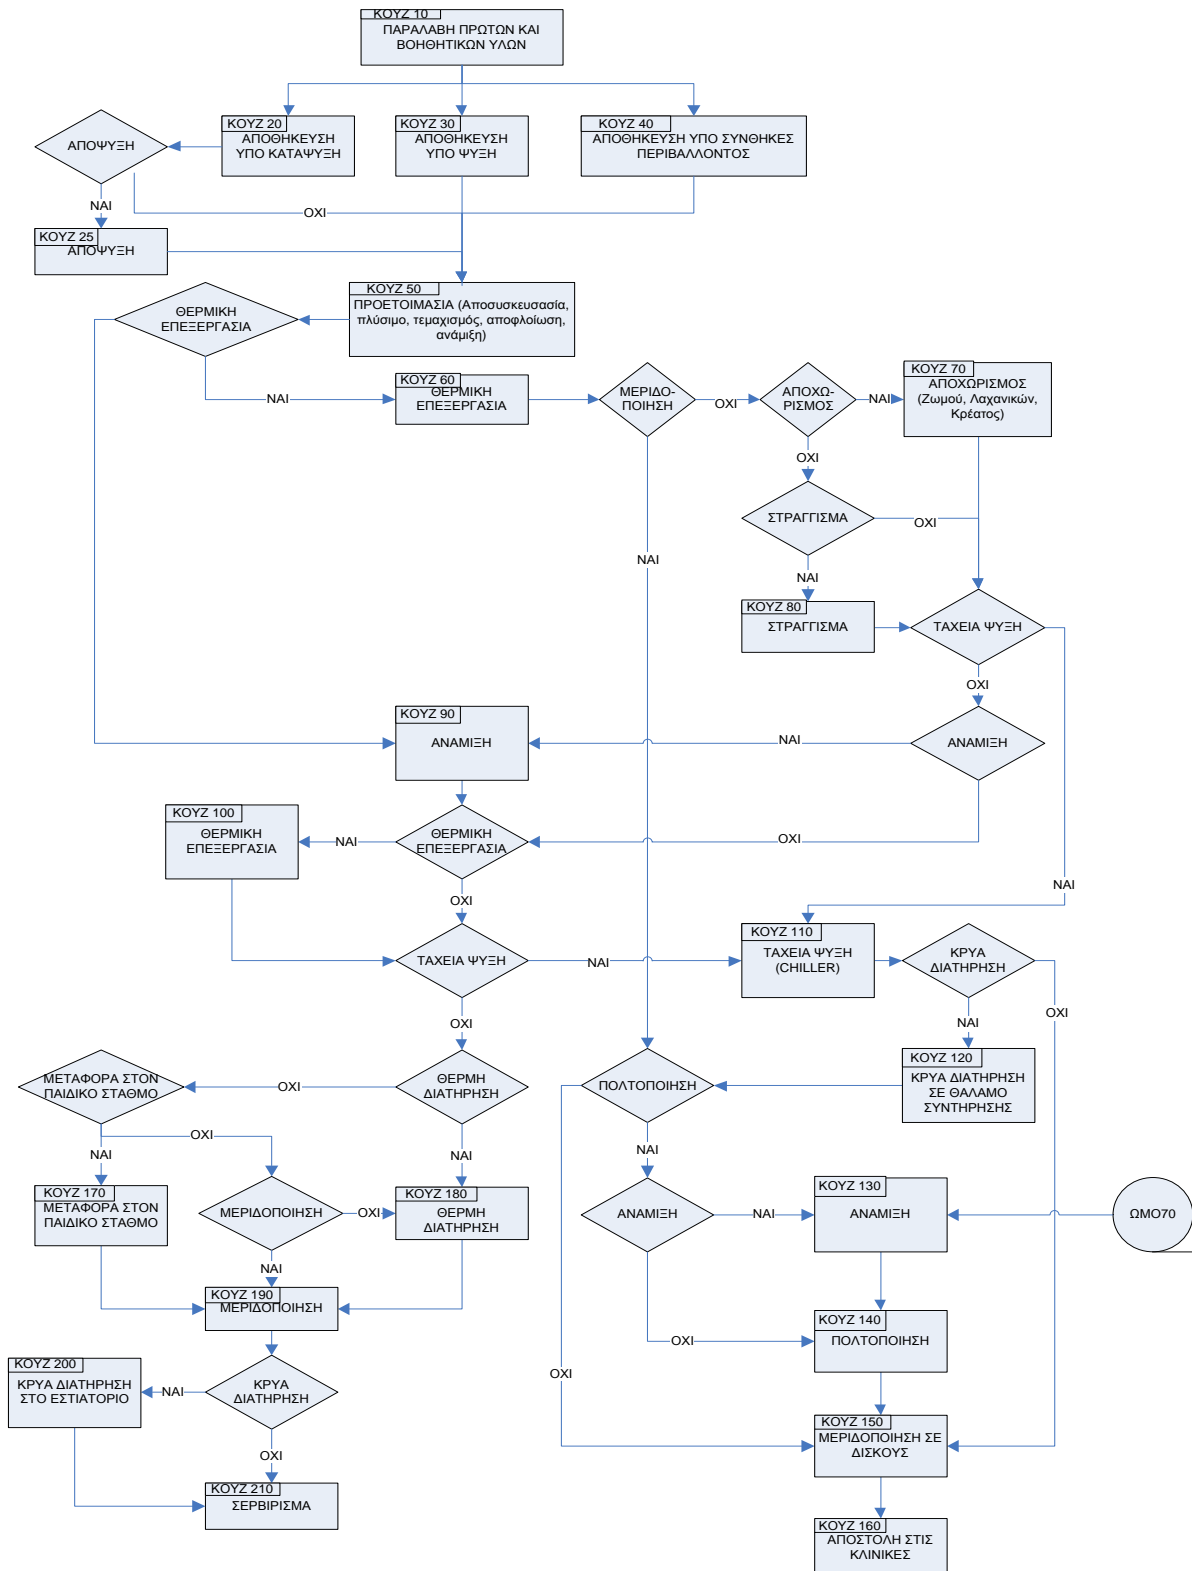 ΚΟΥΖ 10
ΠΑΡΑΛΑΒΗ ΠΡΩΤΩΝ ΚΑΙ
ΒΟΗΘΗΤΙΚΩΝ ΥΛΩΝ
ΚΟΥΖ 20
ΑΠΟΘΗΚΕΥΣΗ
ΥΠΟ ΚΑΤΑΨΥΞΗ
ΚΟΥΖ 30
ΑΠΟΘΗΚΕΥΣΗ
ΥΠΟ ΨΥΞΗ
ΚΟΥΖ 40
ΑΠΟΘΗΚΕΥΣΗ ΥΠΟ ΣΥΝΘΗΚΕΣ
ΠΕΡΙΒΑΛΛΟΝΤΟΣ
ΑΠΟΨΥΞΗ
ΝΑΙ
ΟΧΙ
ΚΟΥΖ 25
ΑΠΟΨΥΞΗ
ΚΟΥΖ 50
ΠΡΟΕΤΟΙΜΑΣΙΑ (Αποσυσκευσασία,
πλύσιμο, τεμαχισμός, αποφλοίωση,
ανάμιξη)
ΘΕΡΜΙΚΗ
ΕΠΕΞΕΡΓΑΣΙΑ
ΝΑΙ
ΚΟΥΖ 60
ΘΕΡΜΙΚΗ
ΕΠΕΞΕΡΓΑΣΙΑ
ΜΕΡΙΔΟ-
ΠΟΙΗΣΗ
ΟΧΙ
ΑΠΟΧΩ-
ΡΙΣΜΟΣ
ΝΑΙ
ΚΟΥΖ 70
ΑΠΟΧΩΡΙΣΜΟΣ
(Ζωμού, Λαχανικών,
Κρέατος)
ΟΧΙ
ΣΤΡΑΓΓΙΣΜΑ
ΟΧΙ
ΝΑΙ
ΝΑΙ
ΚΟΥΖ 80
ΣΤΡΑΓΓΙΣΜΑ
ΤΑΧΕΙΑ ΨΥΞΗ
ΟΧΙ
ΚΟΥΖ 90
ΑΝΑΜΙΞΗ
ΝΑΙ
ΑΝΑΜΙΞΗ
ΚΟΥΖ 100
ΘΕΡΜΙΚΗ
ΕΠΕΞΕΡΓΑΣΙΑ
ΝΑΙ
ΘΕΡΜΙΚΗ
ΕΠΕΞΕΡΓΑΣΙΑ
ΟΧΙ
ΟΧΙ
ΝΑΙ
ΤΑΧΕΙΑ ΨΥΞΗ
ΝΑΙ
ΚΟΥΖ 110
ΤΑΧΕΙΑ ΨΥΞΗ
(CHILLER)
ΚΡΥΑ
ΔΙΑΤΗΡΗΣΗ
ΟΧΙ
ΟΧΙ
ΝΑΙ
ΚΟΥΖ 120
ΚΡΥΑ ΔΙΑΤΗΡΗΣΗ
ΣΕ ΘΑΛΑΜΟ
ΣΥΝΤΗΡΗΣΗΣ
ΜΕΤΑΦΟΡΑ ΣΤΟΝ
ΠΑΙΔΙΚΟ ΣΤΑΘΜΟ
ΟΧΙ
ΘΕΡΜΗ
ΔΙΑΤΗΡΗΣΗ
ΠΟΛΤΟΠΟΙΗΣΗ
ΟΧΙ
ΝΑΙ
ΝΑΙ
ΝΑΙ
ΚΟΥΖ 170
ΜΕΤΑΦΟΡΑ ΣΤΟΝ
ΠΑΙΔΙΚΟ ΣΤΑΘΜΟ
ΜΕΡΙΔΟΠΟΙΗΣΗ
ΟΧΙ
ΚΟΥΖ 180
ΘΕΡΜΗ
ΔΙΑΤΗΡΗΣΗ
ΑΝΑΜΙΞΗ
ΝΑΙ
ΚΟΥΖ 130
ΑΝΑΜΙΞΗ
ΩΜΟ70
ΝΑΙ
ΚΟΥΖ 190
ΜΕΡΙΔΟΠΟΙΗΣΗ
ΟΧΙ
ΚΟΥΖ 140
ΠΟΛΤΟΠΟΙΗΣΗ
ΟΧΙ
ΚΟΥΖ 200
ΚΡΥΑ ΔΙΑΤΗΡΗΣΗ
ΣΤΟ ΕΣΤΙΑΤΟΡΙΟ
ΝΑΙ
ΚΡΥΑ
ΔΙΑΤΗΡΗΣΗ
ΟΧΙ
ΚΟΥΖ 150
ΜΕΡΙΔΟΠΟΙΗΣΗ ΣΕ
ΔΙΣΚΟΥΣ
ΚΟΥΖ 210
ΣΕΡΒΙΡΙΣΜΑ
ΚΟΥΖ 160
ΑΠΟΣΤΟΛΗ ΣΤΙΣ
ΚΛΙΝΙΚΕΣ